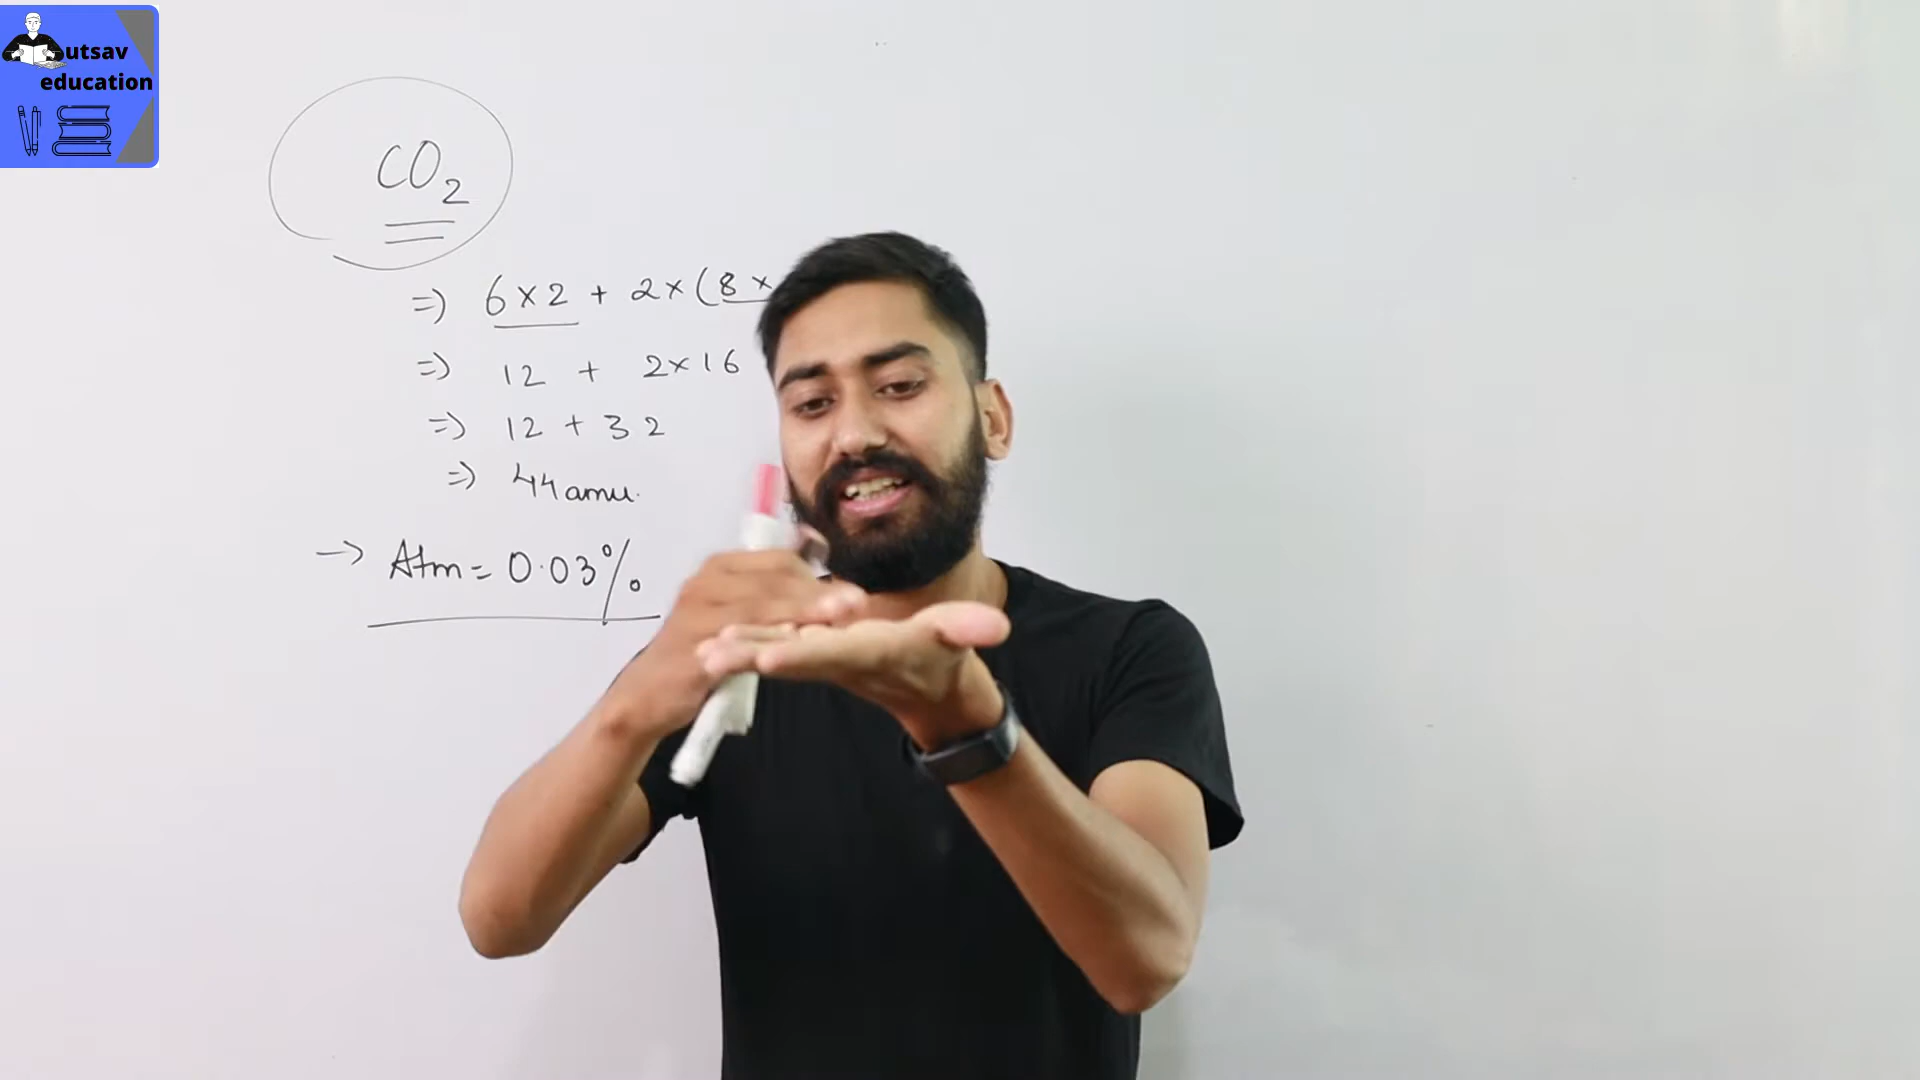 utsav
education
CO₂
=) 6×2 + 2×(8×
=) 12 + 2×16
=) 12 + 32
=) 44amu.
→ Atm = 0.03%